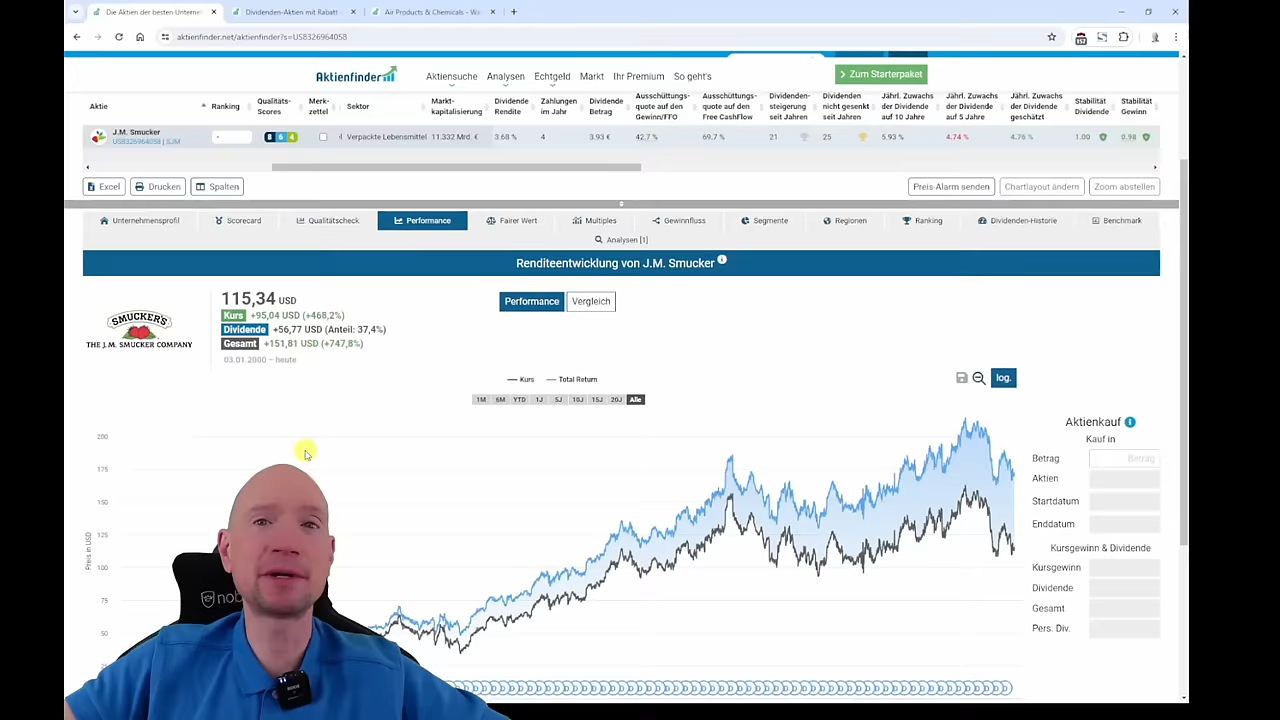 Die Aktien der besten Unterne
Dividenden-Aktien mit Rabatt -
Air Products & Chemicals - Wa
aktienfinder.net/aktienfinder?s=US8326964058
157
Aktienfinder
Aktiensuche
Analysen
Echtgeld
Markt
Ihr Premium
So geht's
Zum Starterpaket
Aktie
Ranking
Qualitäts-Scores
Merk-zettel
Sektor
Markt-kapitalisierung
Dividende Rendite
Zahlungen im Jahr
Dividende Betrag
Ausschüttungs-quote auf den Gewinn/FFO
Ausschüttungs-quote auf den Free CashFlow
Dividenden-steigerung seit Jahren
Dividenden nicht gesenkt seit Jahren
Jährl. Zuwachs der Dividende auf 10 Jahre
Jährl. Zuwachs der Dividende auf 5 Jahre
Jährl. Zuwachs der Dividende geschätzt
Stabilität Dividend
Stabilität Gewinn
J.M. Smucker
US8326964058 | SJM
-
8 6 4
Verpackte Lebensmittel
11.332 Mrd. €
3.68 %
4
3.93 €
42.7 %
69.7 %
21
25
5.93 %
4.74 %
4.76 %
1.00
0.98
Excel
Drucken
Spalten
Preis-Alarm senden
Chartlayout ändern
Zoom abstellen
Unternehmensprofil
Scorecard
Qualitätscheck
Performance
Fairer Wert
Multiples
Gewinnfluss
Segmente
Regionen
Ranking
Dividenden-Historie
Benchmark
Analysen [1]
Renditeentwicklung von J.M. Smucker
SMUCKER'S
THE J.M. SMUCKER COMPANY
115,34 USD
Kurs +95,04 USD (+468,2%)
Dividende +56,77 USD (Anteil: 37,4%)
Gesamt +151,81 USD (+747,8%)
03.01.2000 – heute
Performance
Vergleich
Kurs
Total Return
log.
1M
6M
YTD
1J
5J
10J
15J
20J
Alle
Preis in USD
200
175
150
125
100
75
50
Aktienkauf
Kauf in
Betrag
Betrag
Aktien
Startdatum
Enddatum
Kursgewinn & Dividende
Kursgewinn
Dividende
Gesamt
Pers. Div.